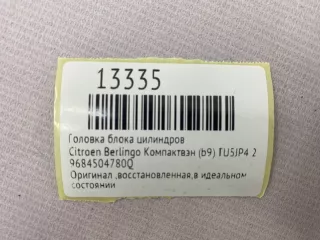 13335
Головка блока цилиндров
Citroen Berlingo Компактвэн (b9) TU5JP4 2
9684504780Q
Оригинал ,восстановленная,в идеальном
состоянии